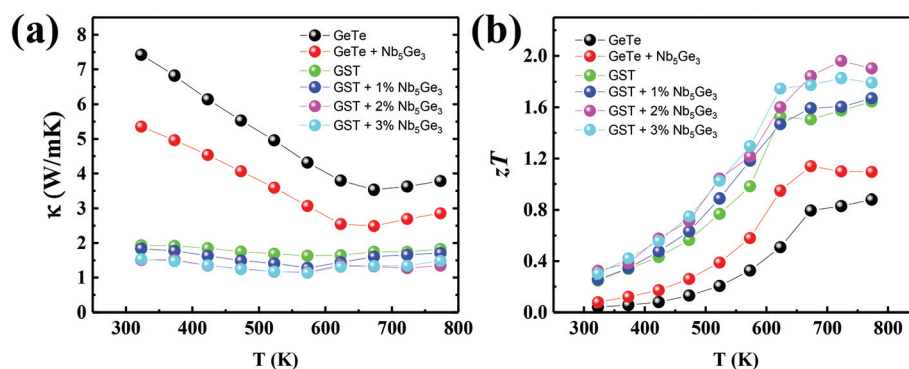 (a)
κ (W/mK)
8
7
6
5
4
3
2
1
0
GeTe
GeTe + Nb₅Ge₃
GST
GST + 1% Nb₅Ge₃
GST + 2% Nb₅Ge₃
GST + 3% Nb₅Ge₃
300 400 500 600 700 800
T (K)
(b)
zT
2.0
1.6
1.2
0.8
0.4
0.0
GeTe
GeTe + Nb₅Ge₃
GST
GST + 1% Nb₅Ge₃
GST + 2% Nb₅Ge₃
GST + 3% Nb₅Ge₃
300 400 500 600 700 800
T (K)